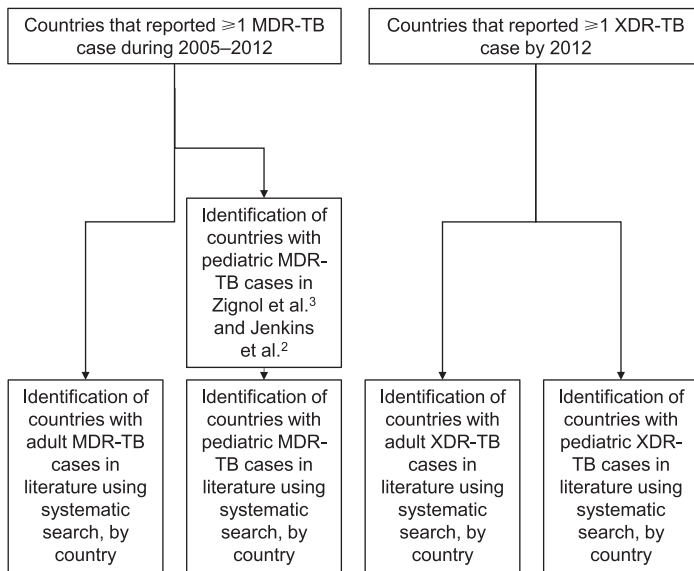 Countries that reported ⩾1 MDR-TB
case during 2005–2012
Countries that reported ⩾1 XDR-TB
case by 2012
Identification of
countries with
pediatric MDR-
TB cases in
Zignol et al.³
and Jenkins
et al.²
Identification of
countries with
adult MDR-TB
cases in
literature using
systematic
search, by
country
Identification of
countries with
pediatric MDR-
TB cases in
literature using
systematic
search, by
country
Identification of
countries with
adult XDR-TB
cases in
literature using
systematic
search, by
country
Identification of
countries with
pediatric XDR-
TB cases in
literature using
systematic
search, by
country